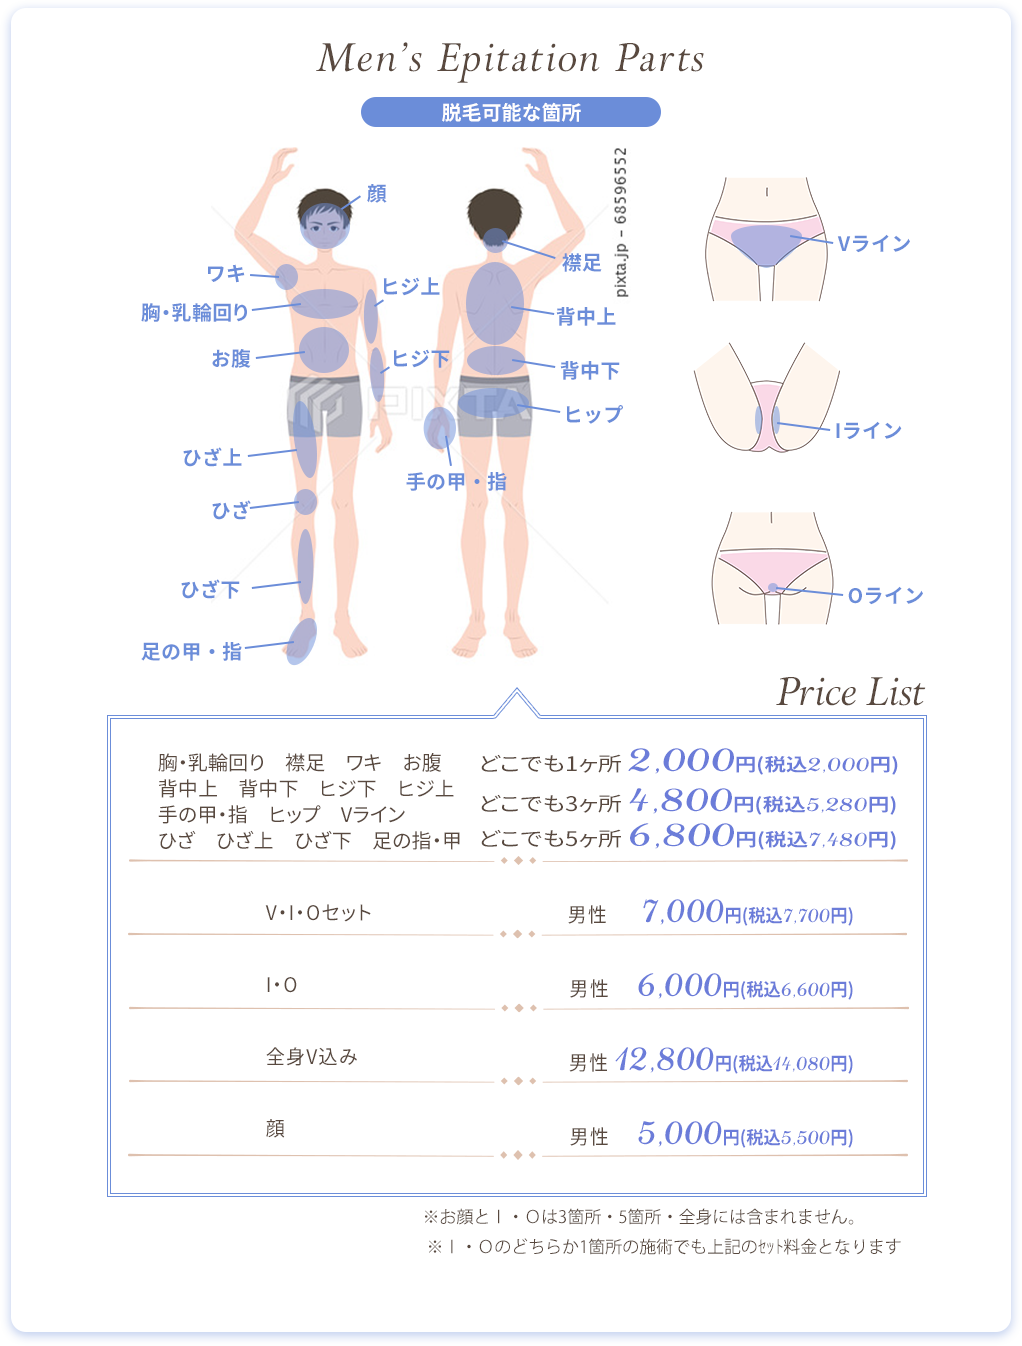 Men's Epitation Parts
脱毛可能な箇所
顔
ワキ
胸・乳輪回り
お腹
ヒジ上
ヒジ下
ひざ上
ひざ
ひざ下
足の甲・指
襟足
背中上
背中下
ヒップ
手の甲・指
pixta.jp - 68596552
PIXTA
Vライン
Iライン
Oライン
Price List
胸・乳輪回り 襟足 ワキ お腹
背中上 背中下 ヒジ下 ヒジ上
手の甲・指 ヒップ Vライン
ひざ ひざ上 ひざ下 足の指・甲
どこでも1ヶ所 2,000円(税込2,000円)
どこでも3ヶ所 4,800円(税込5,280円)
どこでも5ヶ所 6,800円(税込7,480円)
V・I・Oセット 男性 7,000円(税込7,700円)
I・O 男性 6,000円(税込6,600円)
全身V込み 男性 12,800円(税込14,080円)
顔 男性 5,000円(税込5,500円)
※お顔とI・Oは3箇所・5箇所・全身には含まれません。
※I・Oのどちらか1箇所の施術でも上記のｾｯﾄ料金となります